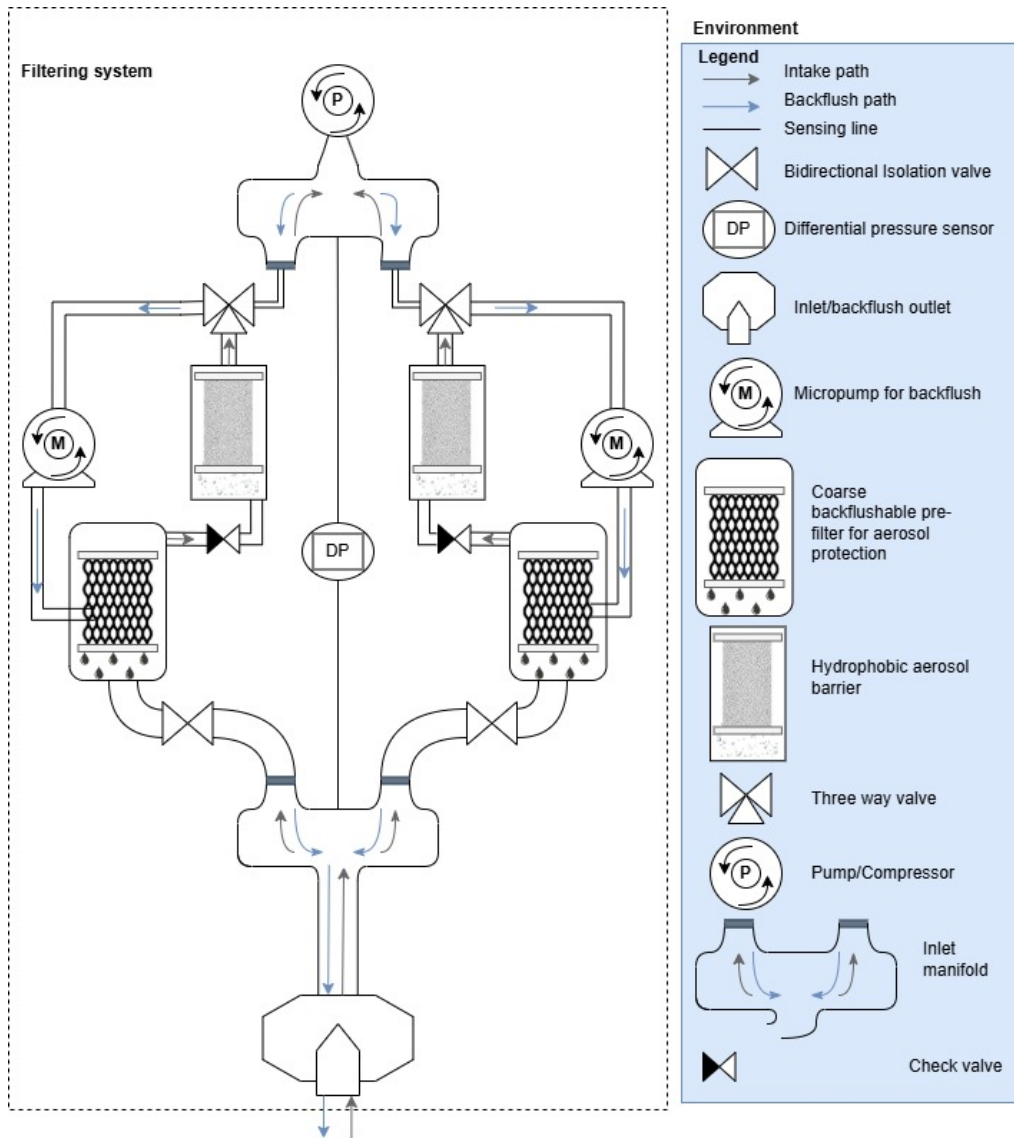 Filtering system
P
M
M
DP
Environment
Legend
Intake path
Backflush path
Sensing line
Bidirectional Isolation valve
DP
Differential pressure sensor
Inlet/backflush outlet
M
Micropump for backflush
Coarse
backflushable pre-
filter for aerosol
protection
Hydrophobic aerosol
barrier
Three way valve
P
Pump/Compressor
Inlet
manifold
Check valve